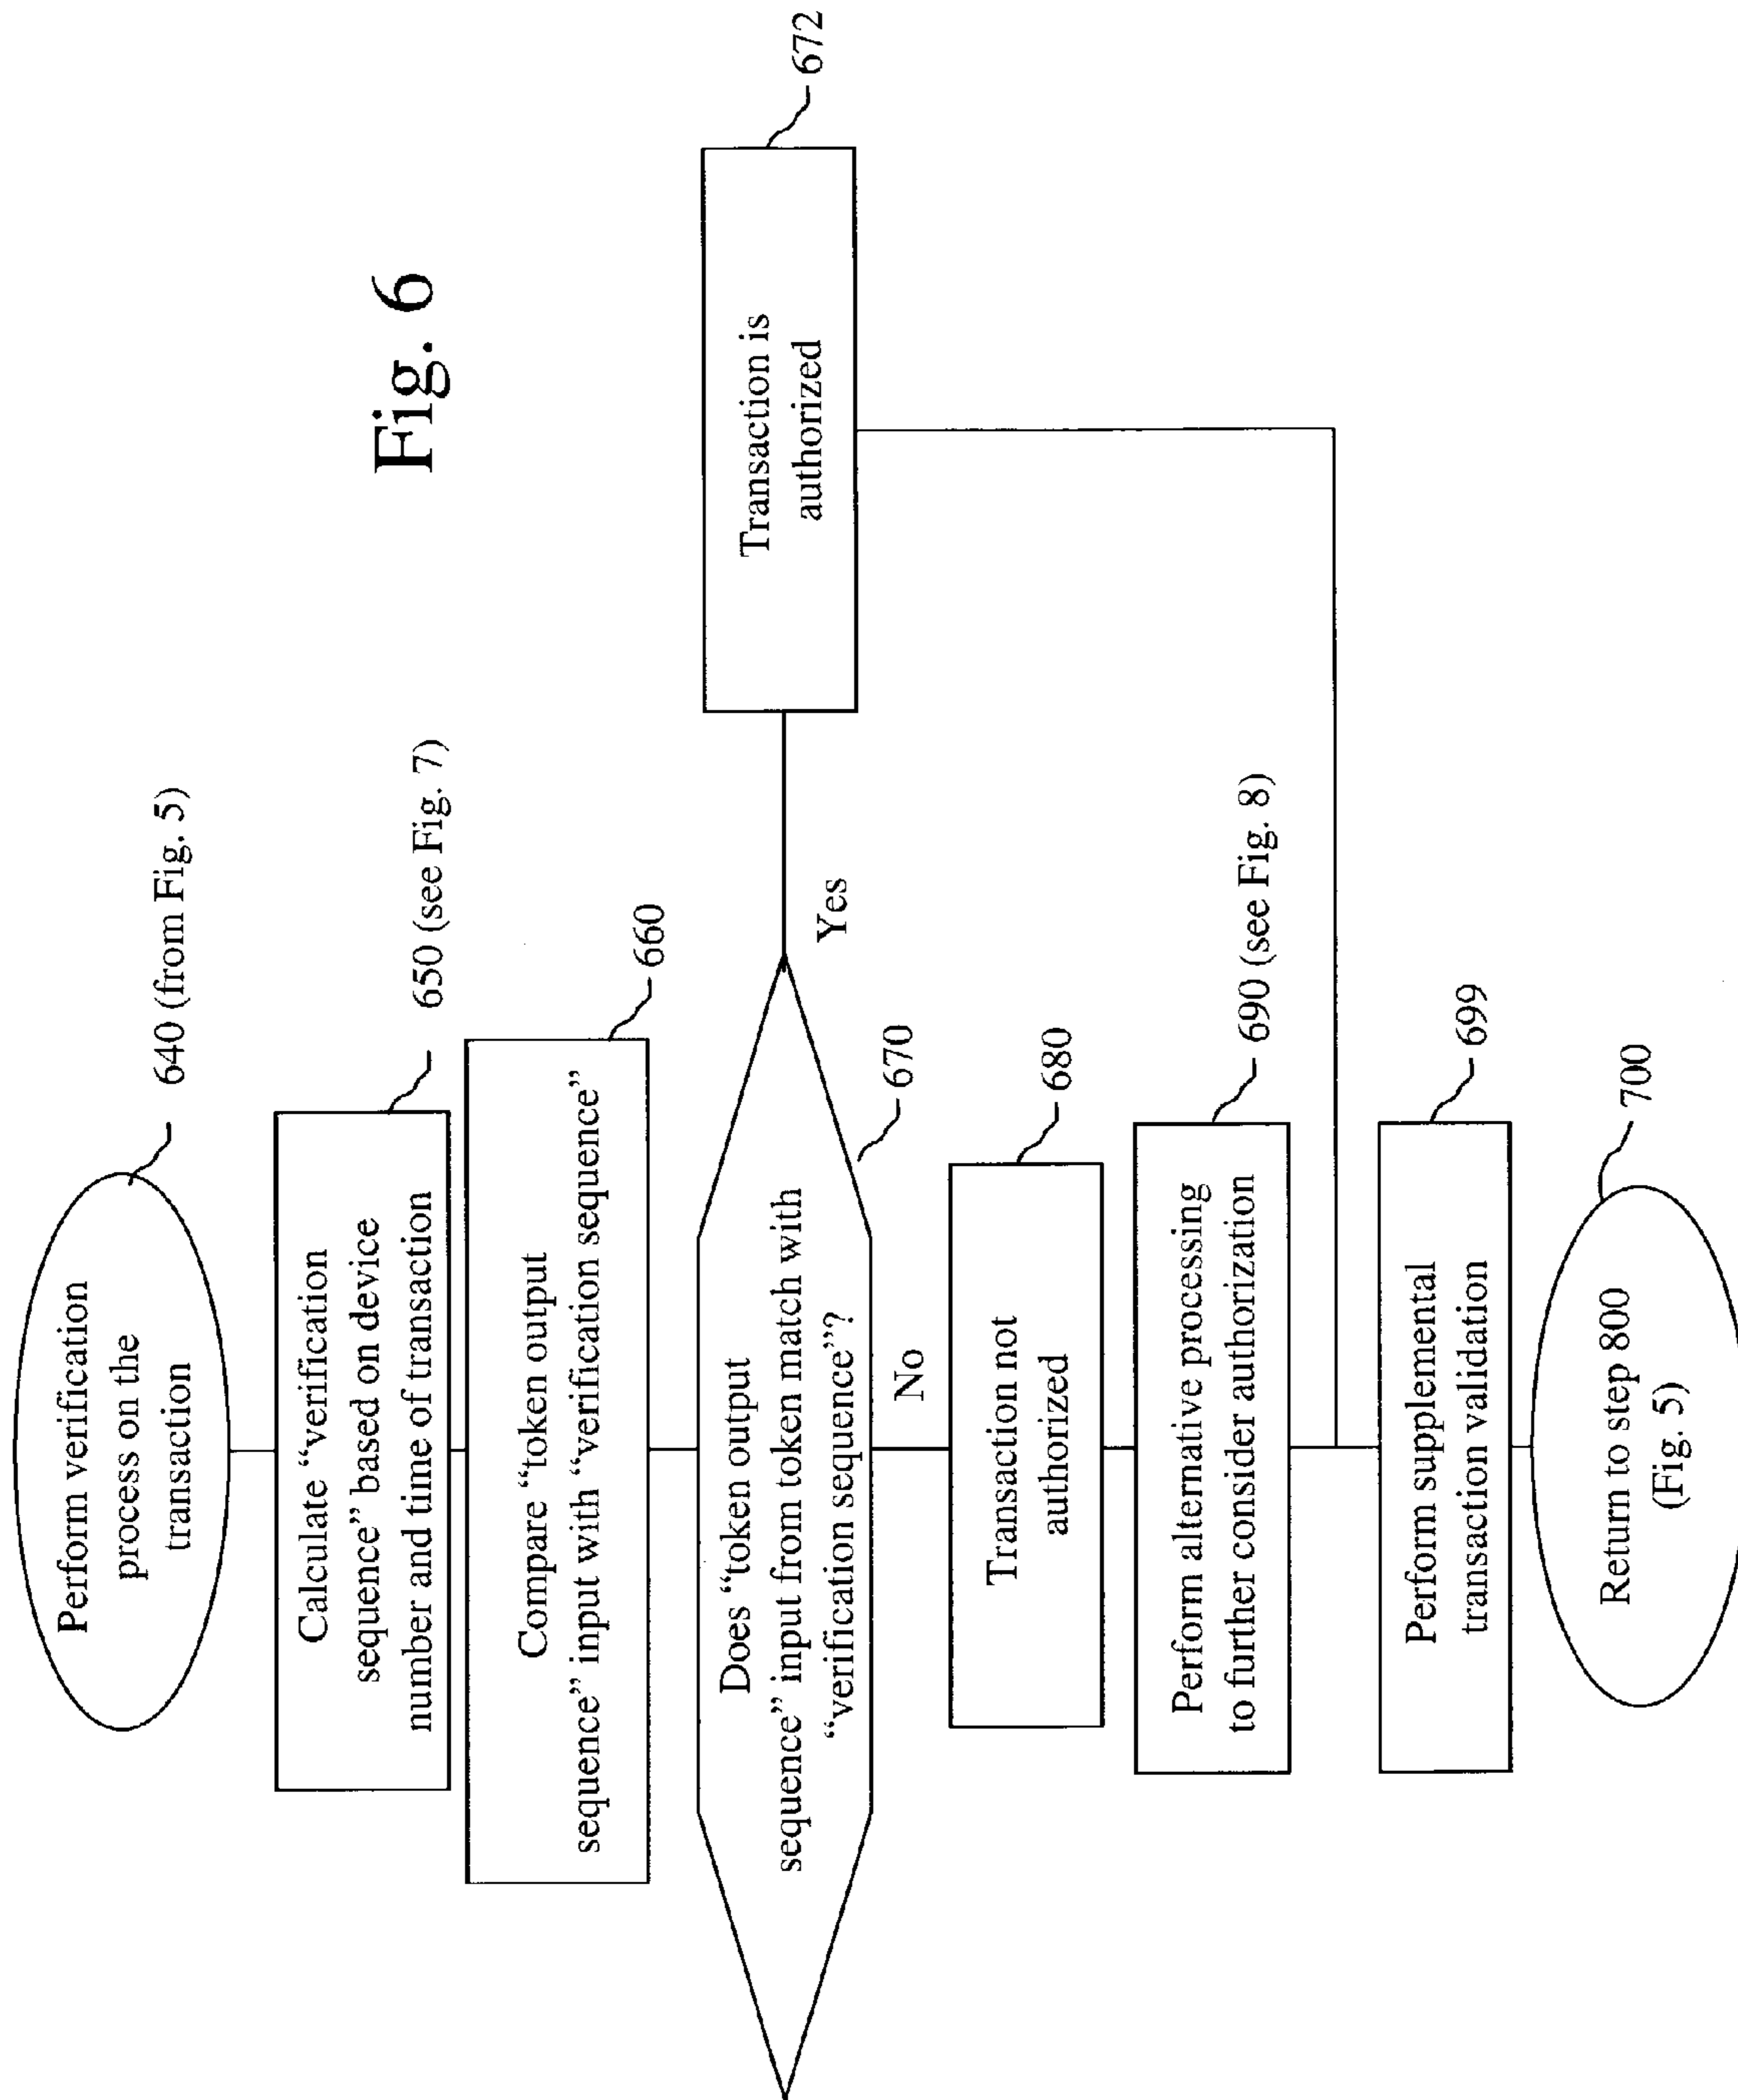 Fig. 6
Perform verification
process on the
transaction
640 (from Fig. 5)
Calculate “verification
sequence” based on device
number and time of transaction
650 (see Fig. 7)
Compare “token output
sequence” input with “verification sequence”
660
Does “token output
sequence” input from token match with
“verification sequence”?
670
Yes
Transaction is
authorized
672
No
Transaction not
authorized
680
Perform alternative processing
to further consider authorization
690 (see Fig. 8)
Perform supplemental
transaction validation
699
Return to step 800
(Fig. 5)
700